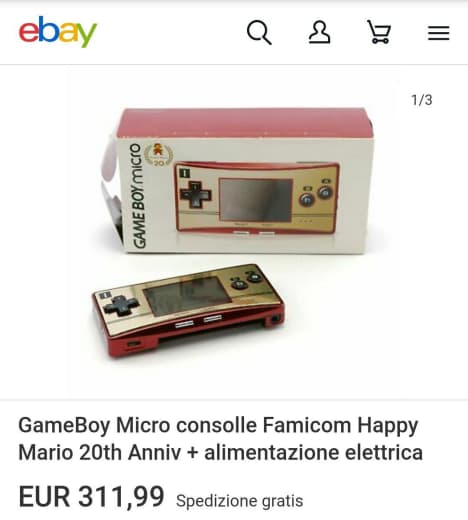 ebay
1/3
GAME BOY micro
20
I
I
GameBoy Micro consolle Famicom Happy
Mario 20th Anniv + alimentazione elettrica
EUR 311,99 Spedizione gratis